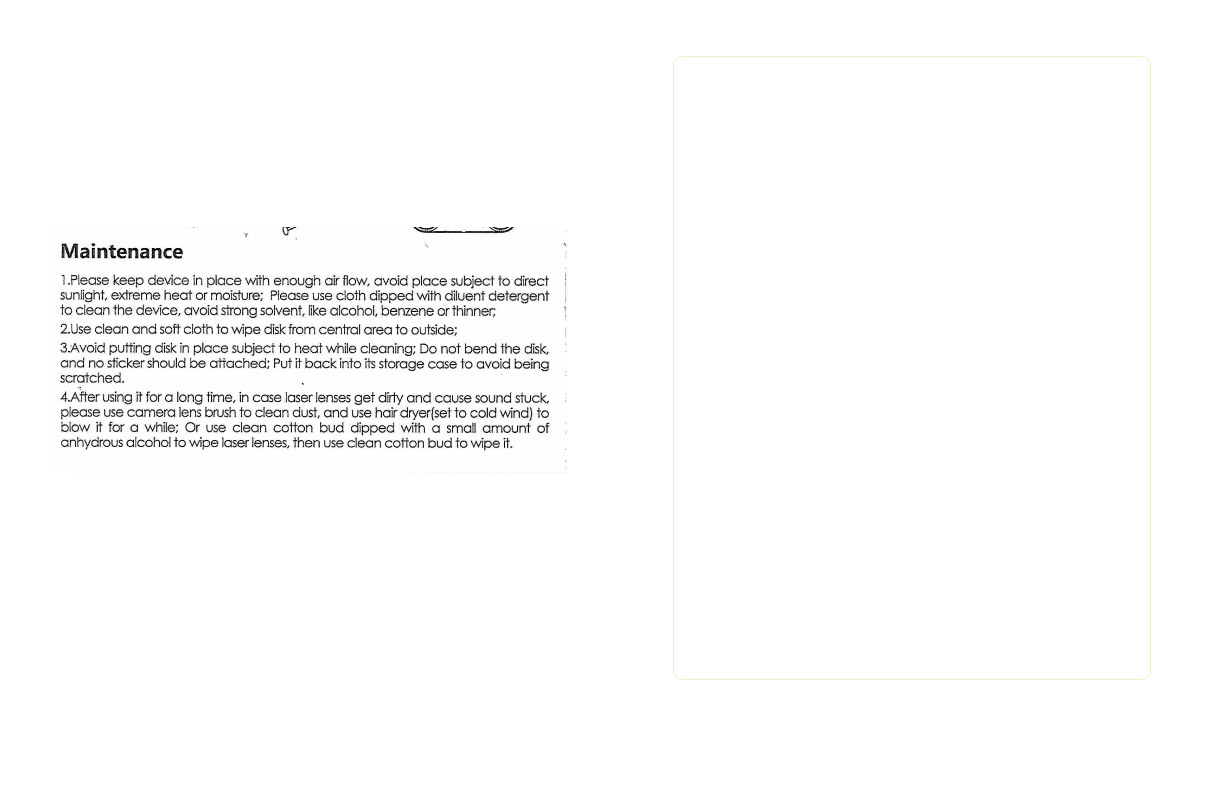 Maintenance
1.Please keep device in place with enough air flow, avoid place subject to direct
sunlight, extreme heat or moisture; Please use cloth dipped with diluent detergent
to clean the device, avoid strong solvent, like alcohol, benzene or thinner;
2.Use clean and soft cloth to wipe disk from central area to outside;
3.Avoid putting disk in place subject to heat while cleaning; Do not bend the disk,
and no sticker should be attached; Put it back into its storage case to avoid being
scratched.
4.After using it for a long time, in case laser lenses get dirty and cause sound stuck,
please use camera lens brush to clean dust, and use hair dryer(set to cold wind) to
blow it for a while; Or use clean cotton bud dipped with a small amount of
anhydrous alcohol to wipe laser lenses, then use clean cotton bud to wipe it.